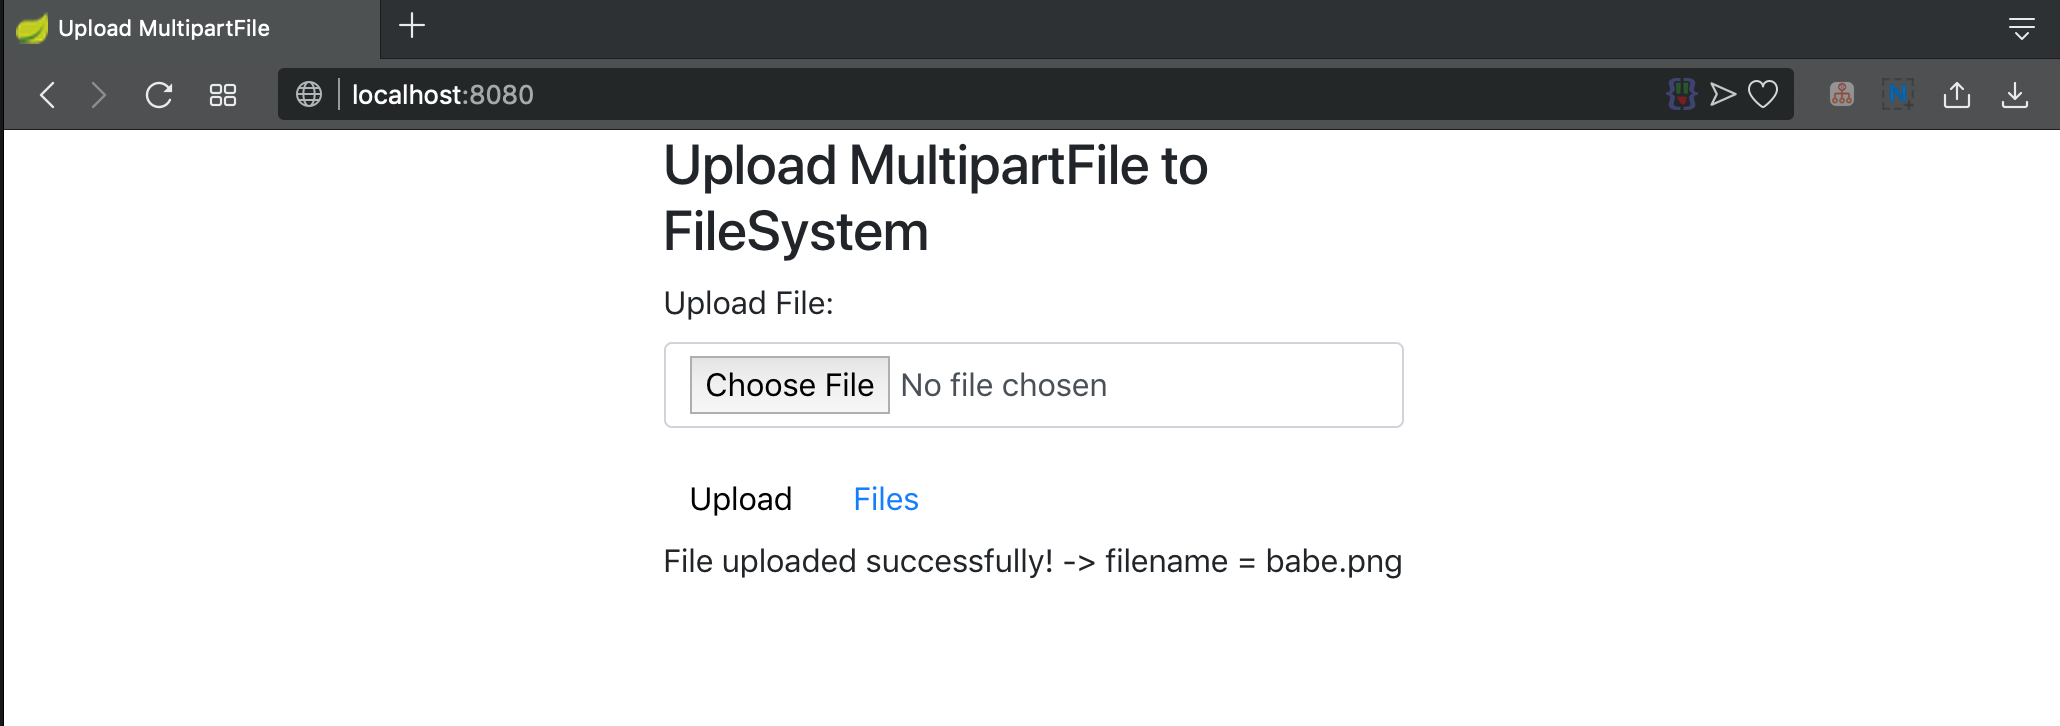 Upload MultipartFile
localhost:8080
Upload MultipartFile to
FileSystem
Upload File:
Choose File No file chosen
Upload Files
File uploaded successfully! -> filename = babe.png